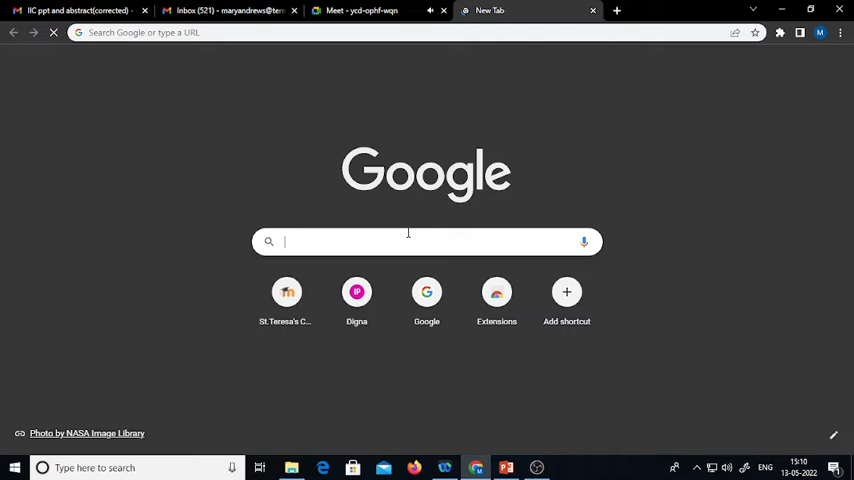 IIC ppt and abstract(corrected) -
Inbox (521) - maryandrews@tere
Meet - ycd-ophf-wqn
New Tab
Search Google or type a URL
M
Google
St.Teresa's C...
IP
Digna
Google
Extensions
Add shortcut
Photo by NASA Image Library
Type here to search
ENG
15:10
13-05-2022